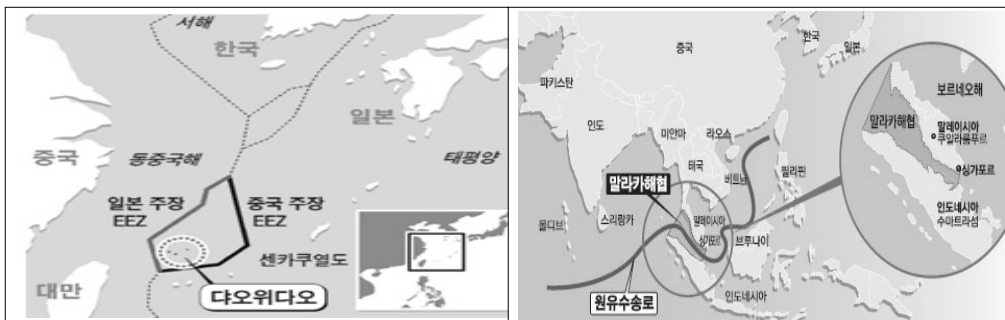 서해
한국
일본
중국
동중국해
태평양
일본 주장
EEZ
중국 주장
EEZ
센카쿠열도
댜오위다오
대만
중국
한국
일본
파키스탄
인도
미얀마
라오스
태국
베트남
필리핀
말라카해협
몰디브
스리랑카
말레이시아
싱가포르
브루나이
인도네시아
원유수송로
보르네오해
말라카해협
말레이시아
쿠알라룸푸르
싱가포르
인도네시아
수마트라섬